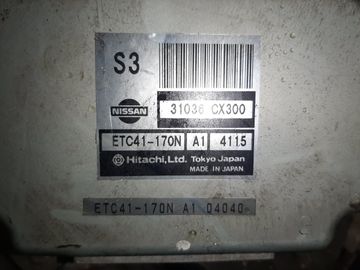 S3
NISSAN
31036 CX300
ETC41-170N A1 4115
Hitachi, Ltd. Tokyo Japan
MADE IN JAPAN
ETC41-170N A1 04040